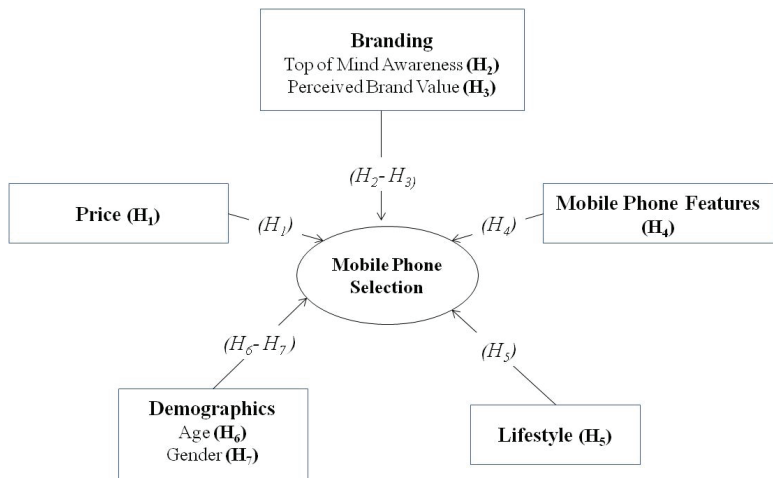 Branding
Top of Mind Awareness (H₂)
Perceived Brand Value (H₃)
(H₂- H₃)
Price (H₁)
(H₁)
Mobile Phone Features
(H₄)
(H₄)
Mobile Phone
Selection
(H₆- H₇ )
(H₅)
Demographics
Age (H₆)
Gender (H₇)
Lifestyle (H₅)